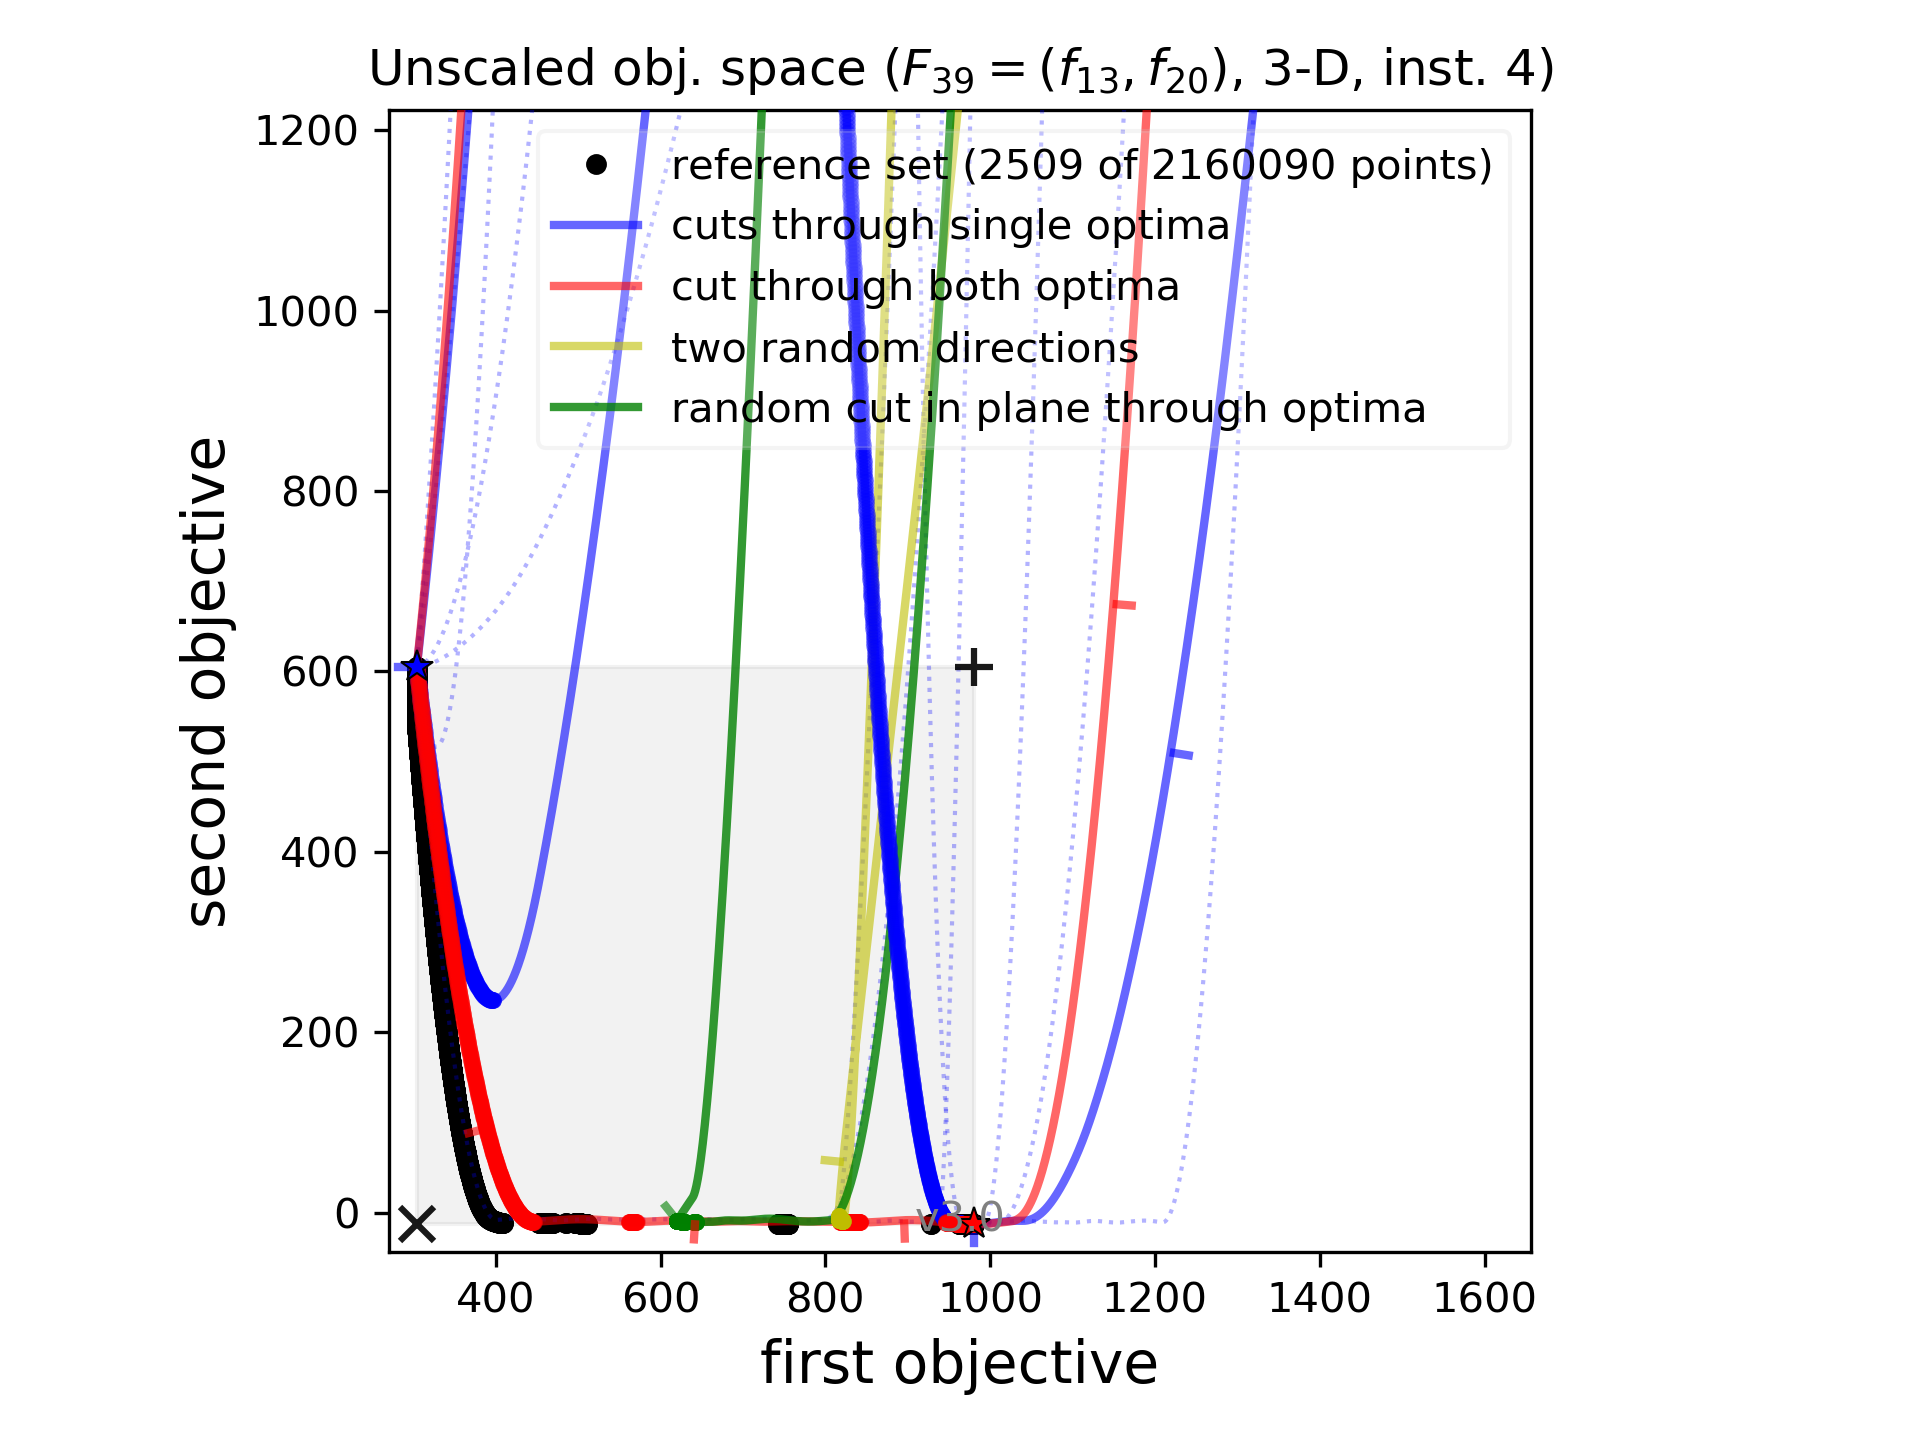 Unscaled obj. space (F₃₉ = (f₁₃, f₂₀), 3-D, inst. 4)
reference set (2509 of 2160090 points)
cuts through single optima
cut through both optima
two random directions
random cut in plane through optima
second objective
1200
1000
800
600
400
200
0
v3.0
400 600 800 1000 1200 1400 1600
first objective